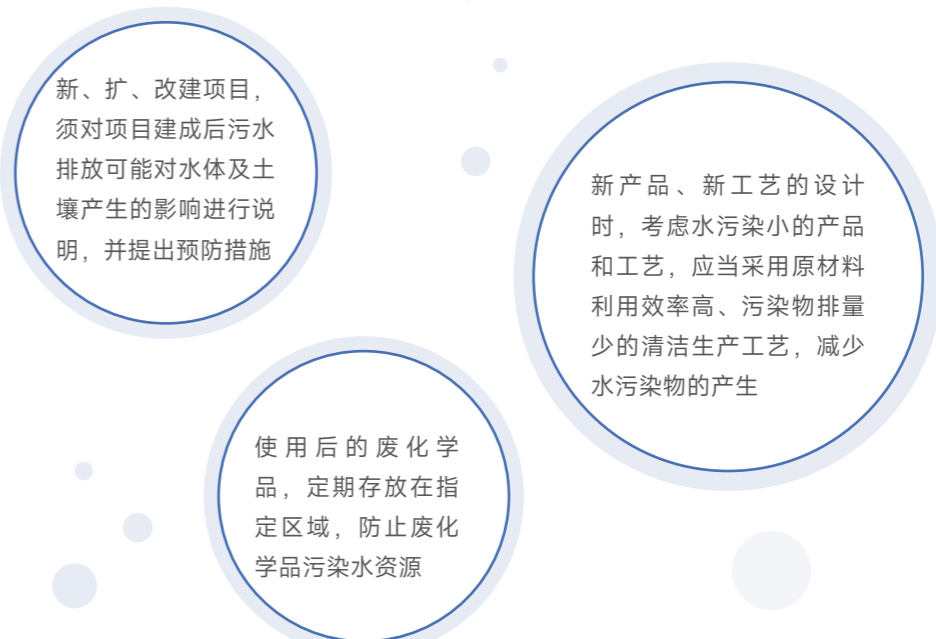 新、扩、改建项目，
须对项目建成后污水
排放可能对水体及土
壤产生的影响进行说
明，并提出预防措施
新产品、新工艺的设计
时，考虑水污染小的产品
和工艺，应当采用原材料
利用效率高、污染物排量
少的清洁生产工艺，减少
水污染物的产生
使用后的废化学
品，定期存放在指
定区域，防止废化
学品污染水资源